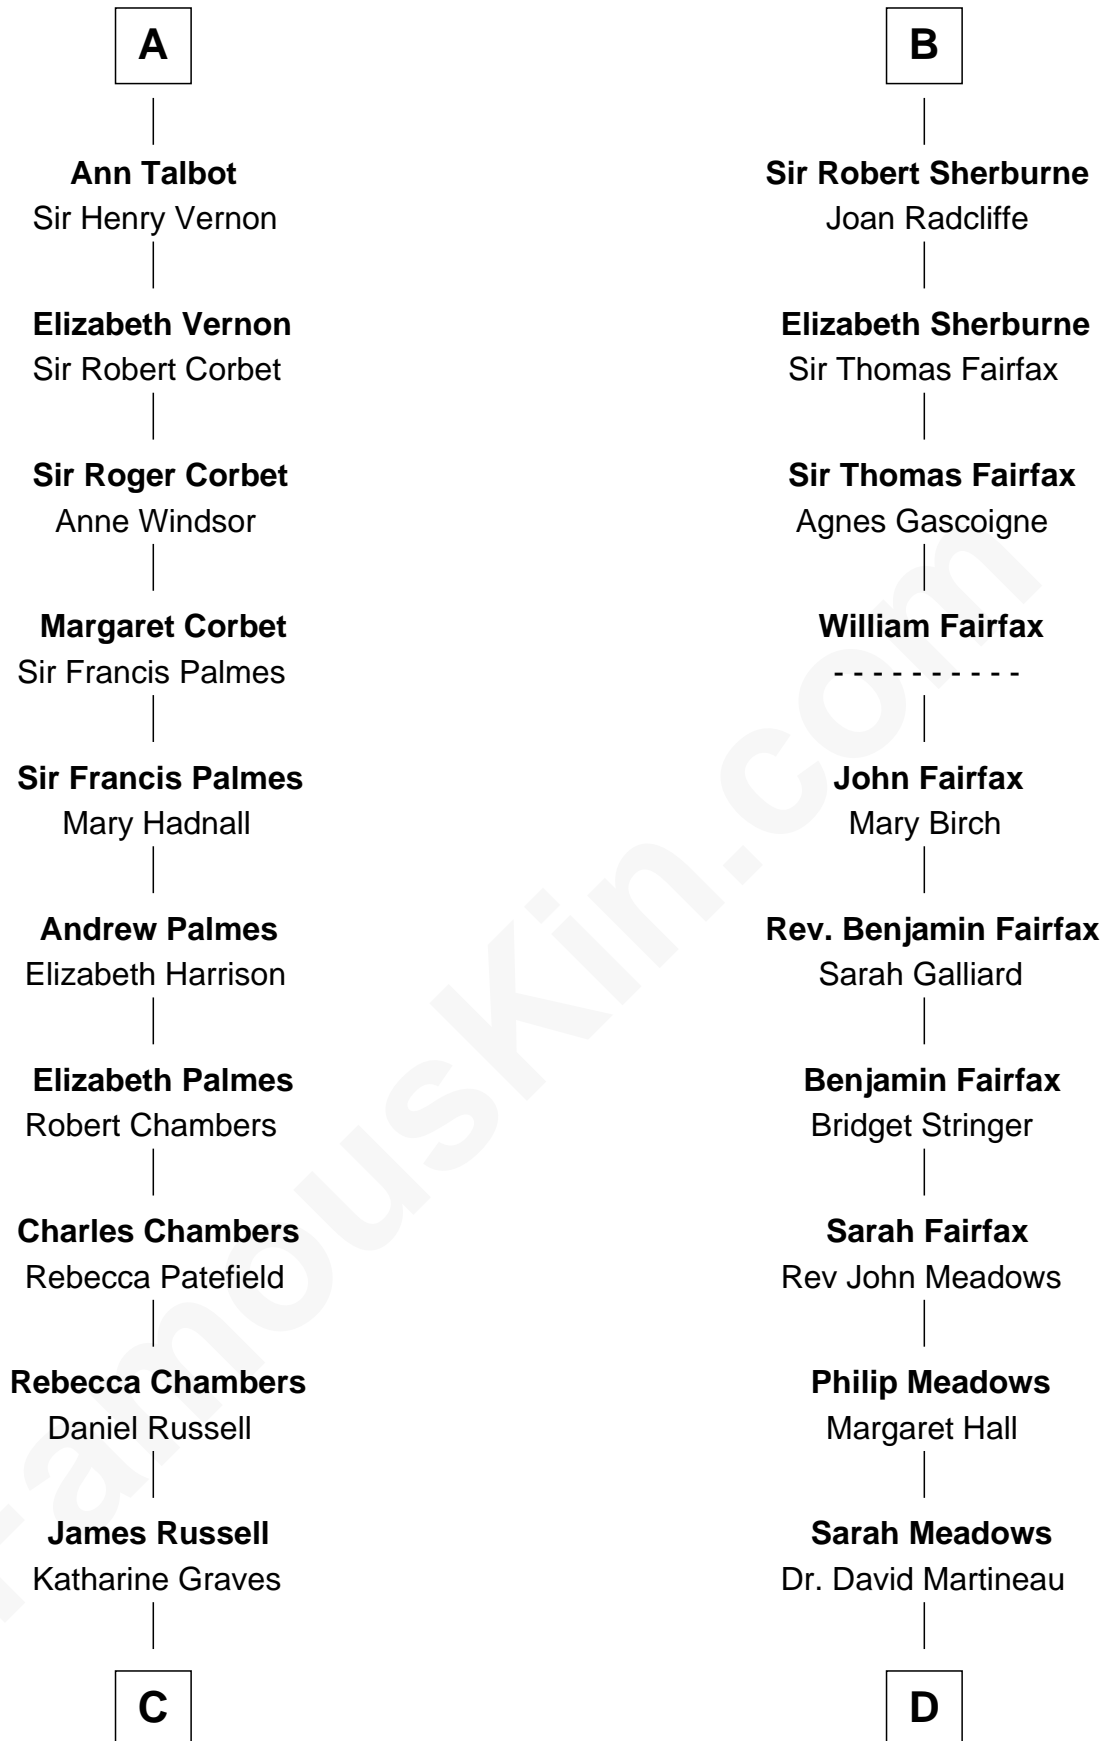 A
Ann Talbot
Sir Henry Vernon
Elizabeth Vernon
Sir Robert Corbet
Sir Roger Corbet
Anne Windsor
Margaret Corbet
Sir Francis Palmes
Sir Francis Palmes
Mary Hadnall
Andrew Palmes
Elizabeth Harrison
Elizabeth Palmes
Robert Chambers
Charles Chambers
Rebecca Patefield
Rebecca Chambers
Daniel Russell
James Russell
Katharine Graves
C
B
Sir Robert Sherburne
Joan Radcliffe
Elizabeth Sherburne
Sir Thomas Fairfax
Sir Thomas Fairfax
Agnes Gascoigne
William Fairfax
- - - - - - - - - -
John Fairfax
Mary Birch
Rev. Benjamin Fairfax
Sarah Galliard
Benjamin Fairfax
Bridget Stringer
Sarah Fairfax
Rev John Meadows
Philip Meadows
Margaret Hall
Sarah Meadows
Dr. David Martineau
D
FamousKin.com